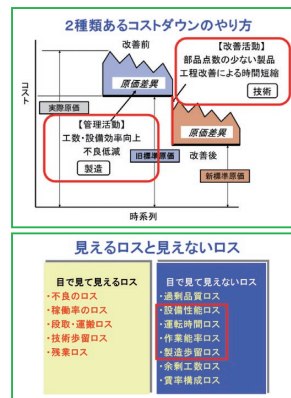 2種類あるコストダウンのやり方
改善前
原価差異
【改善活動】
部品点数の少ない製品
工程改善による時間短縮
技術
コスト
実際原価
【管理活動】
工数・設備効率向上
不良低減
製造
旧標準原価
原価差異
改善後
新標準原価
時系列
見えるロスと見えないロス
目で見て見えるロス
・不良のロス
・稼働率のロス
・段取・運搬ロス
・技術歩留ロス
・残業ロス
目で見て見えないロス
・過剰品質ロス
・設備性能ロス
・運転時間ロス
・作業能率ロス
・製造歩留ロス
・余剰工数ロス
・賃率構成ロス